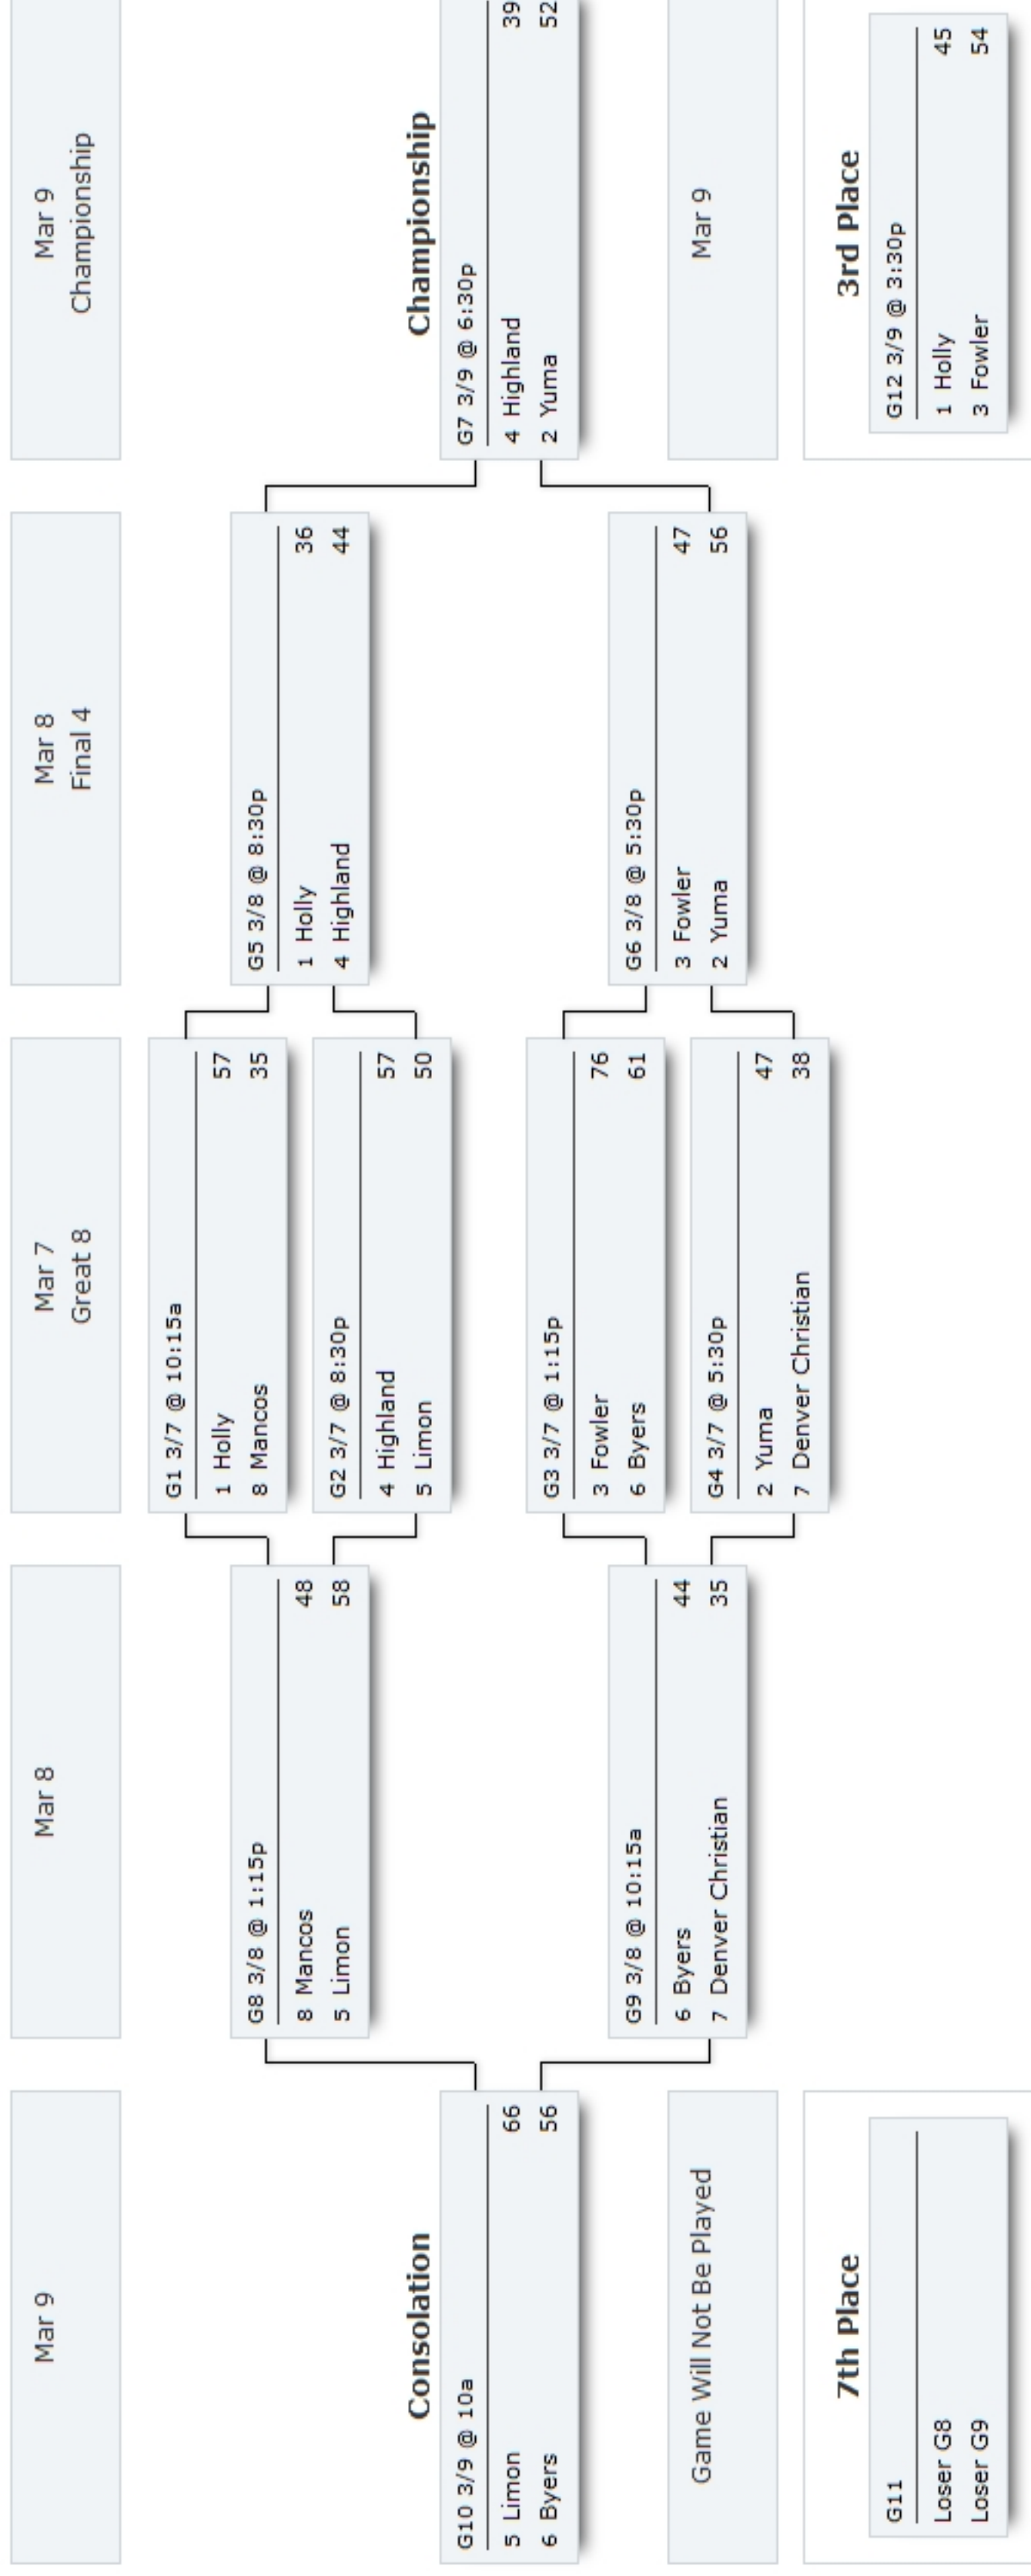 Mar 9
Mar 8
Mar 7
Great 8
Mar 8
Final 4
Mar 9
Championship
G1 3/7 @ 10:15a
1 Holly 57
8 Mancos 35
G8 3/8 @ 1:15p
8 Mancos 48
5 Limon 58
G5 3/8 @ 8:30p
1 Holly 36
4 Highland 44
G2 3/7 @ 8:30p
4 Highland 57
5 Limon 50
Consolation
G10 3/9 @ 10a
5 Limon 66
6 Byers 56
Championship
G7 3/9 @ 6:30p
4 Highland 39
2 Yuma 52
G3 3/7 @ 1:15p
3 Fowler 76
6 Byers 61
G9 3/8 @ 10:15a
6 Byers 44
7 Denver Christian 35
G6 3/8 @ 5:30p
3 Fowler 47
2 Yuma 56
G4 3/7 @ 5:30p
2 Yuma 47
7 Denver Christian 38
Game Will Not Be Played
Mar 9
7th Place
G11
Loser G8
Loser G9
3rd Place
G12 3/9 @ 3:30p
1 Holly 45
3 Fowler 54